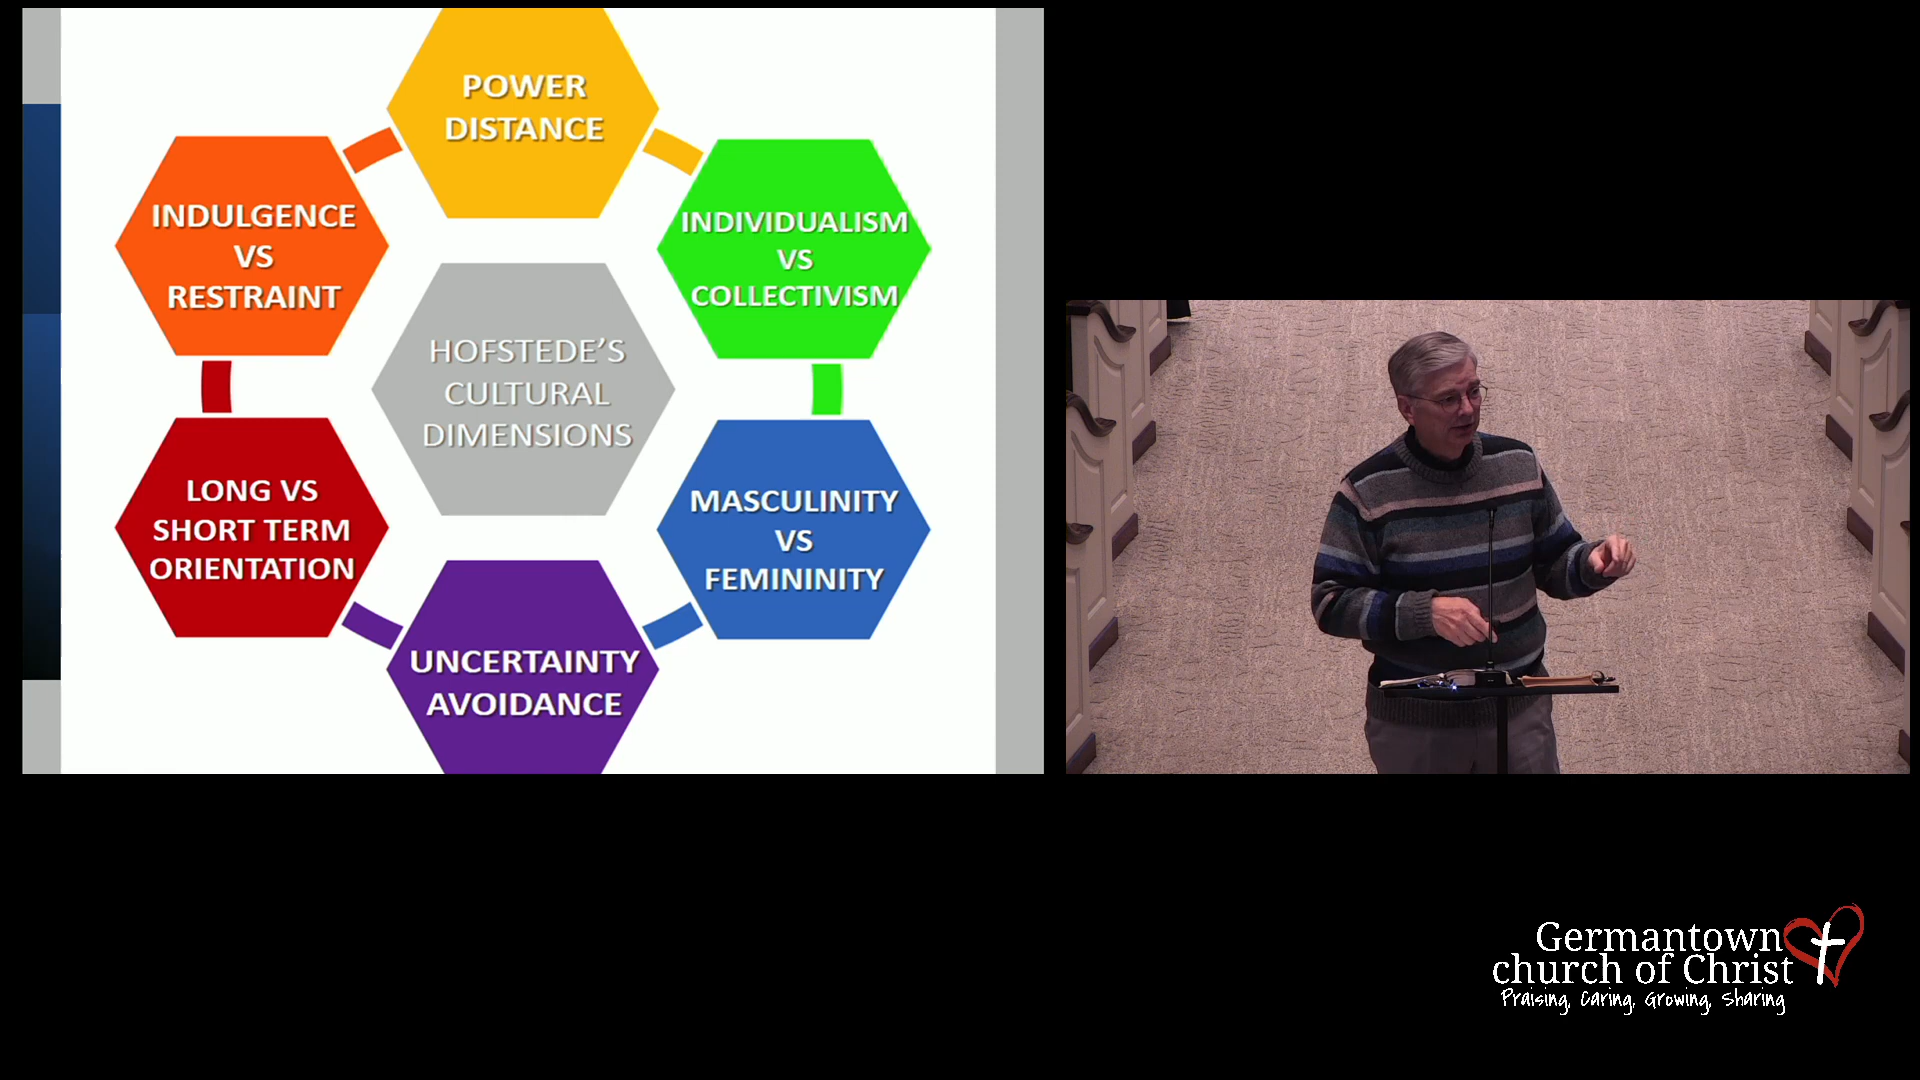 POWER
DISTANCE
INDIVIDUALISM
VS
COLLECTIVISM
MASCULINITY
VS
FEMININITY
UNCERTAINTY
AVOIDANCE
LONG VS
SHORT TERM
ORIENTATION
INDULGENCE
VS
RESTRAINT
HOFSTEDE’S
CULTURAL
DIMENSIONS
Germantown
church of Christ
Praising, Caring, Growing, Sharing